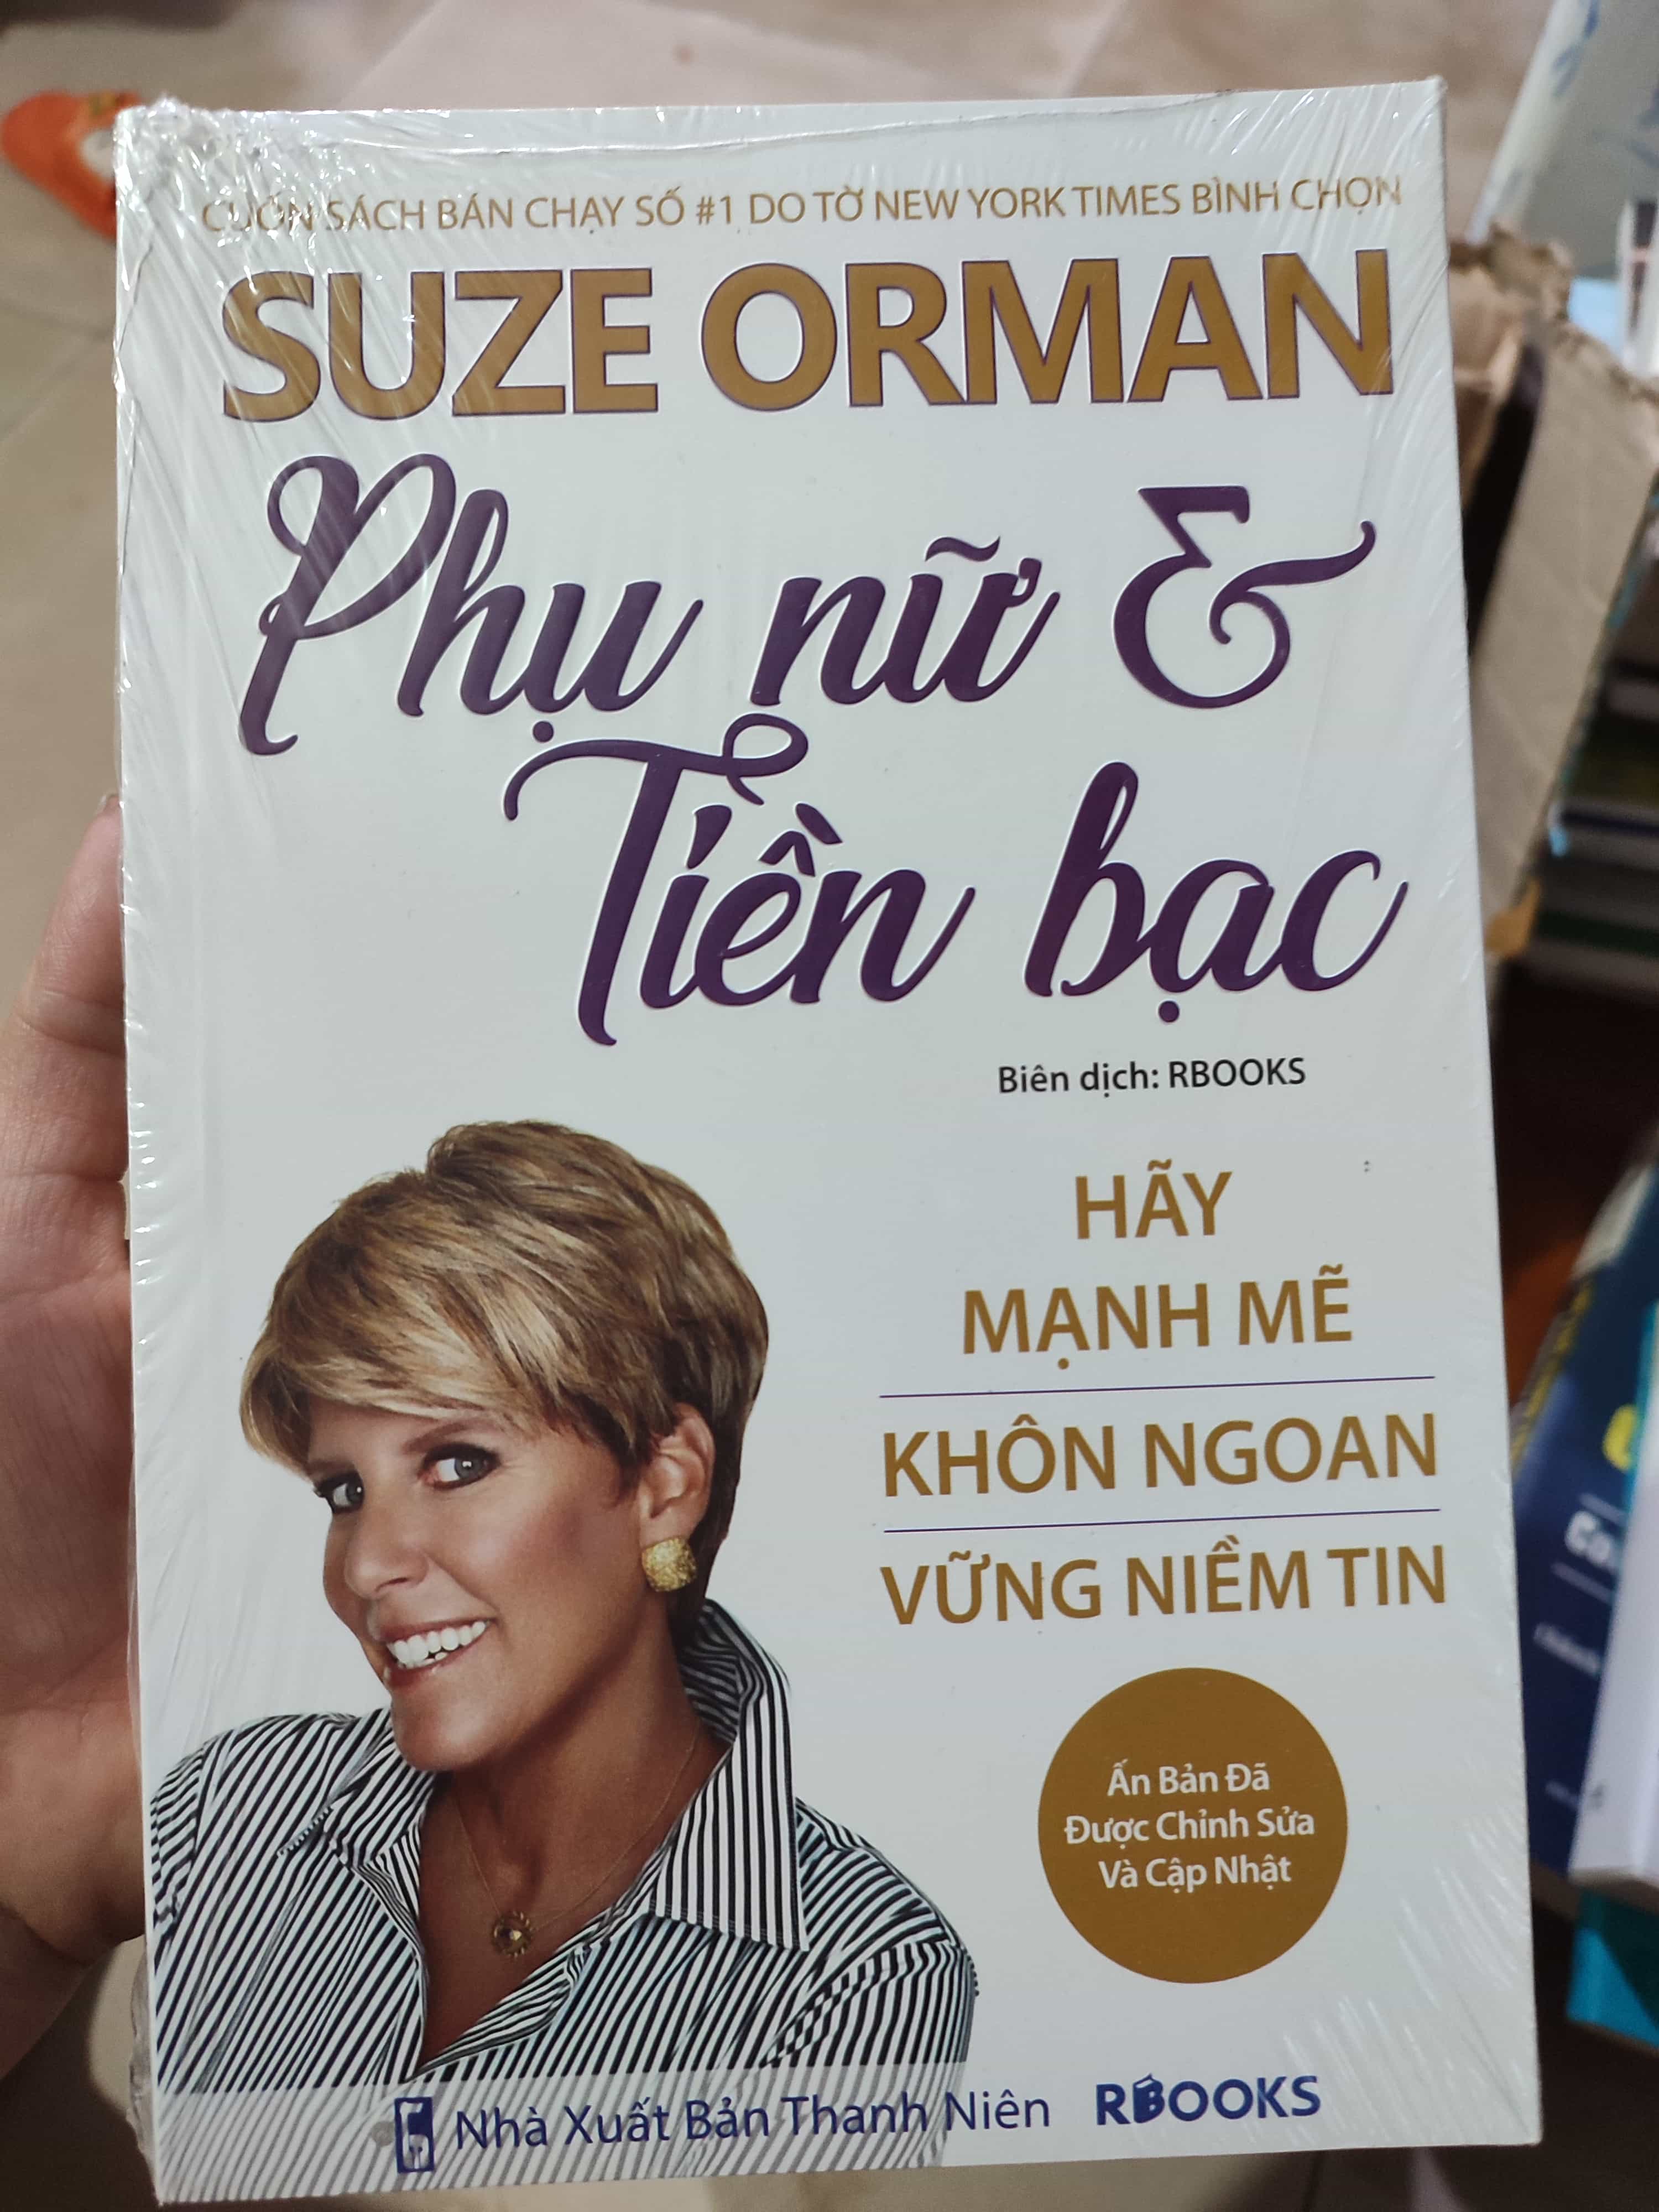 CUỐN SÁCH BÁN CHẠY SỐ #1 DO TỜ NEW YORK TIMES BÌNH CHỌN
SUZE ORMAN
Phụ nữ &
Tiền bạc
Biên dịch: RBOOKS
HÃY
MẠNH MẼ
KHÔN NGOAN
VỮNG NIỀM TIN
Ấn Bản Đã
Được Chỉnh Sửa
Và Cập Nhật
Nhà Xuất Bản Thanh Niên RBOOKS